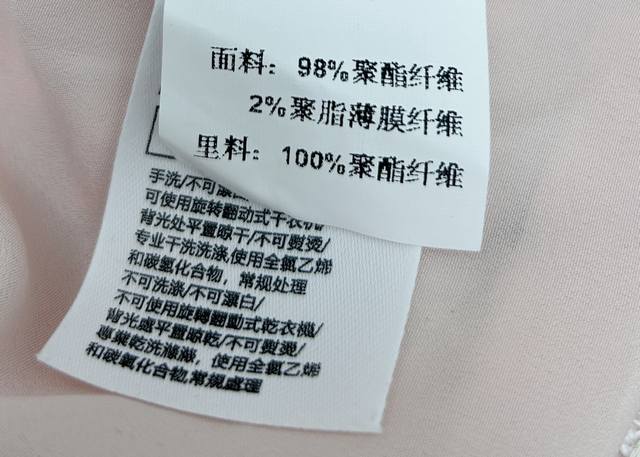 面料：98%聚酯纤维
2%聚脂薄膜纤维
里料：100%聚酯纤维
手洗/不可漂
可使用旋转翻动式干衣机/
背光处平置晾干/不可熨烫/
专业干洗洗涤,使用全氯乙烯
和碳氢化合物，常规处理
不可洗涤/不可漂白/
不可使用旋轉翻動式乾衣機/
背光處平置晾乾/不可熨燙/
專業乾洗滌滌，使用全氯乙烯
和碳氫化合物,常規處理